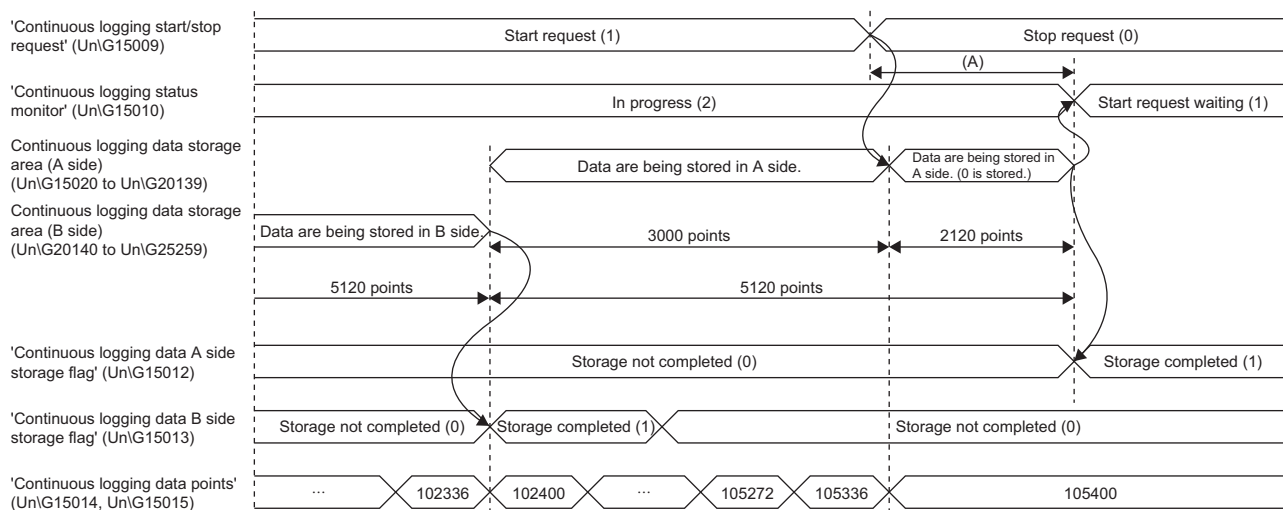 'Continuous logging start/stop
request' (Un\G15009)
Start request (1)
Stop request (0)
(A)
'Continuous logging status
monitor' (Un\G15010)
In progress (2)
Start request waiting (1)
Continuous logging data storage
area (A side)
(Un\G15020 to Un\G20139)
Data are being stored in A side.
Data are being stored in
A side. (0 is stored.)
Continuous logging data storage
area (B side)
(Un\G20140 to Un\G25259)
Data are being stored in B side.
3000 points
2120 points
5120 points
5120 points
'Continuous logging data A side
storage flag' (Un\G15012)
Storage not completed (0)
Storage completed (1)
'Continuous logging data B side
storage flag' (Un\G15013)
Storage not completed (0)
Storage completed (1)
Storage not completed (0)
'Continuous logging data points'
(Un\G15014, Un\G15015)
...
102336
102400
...
105272
105336
105400